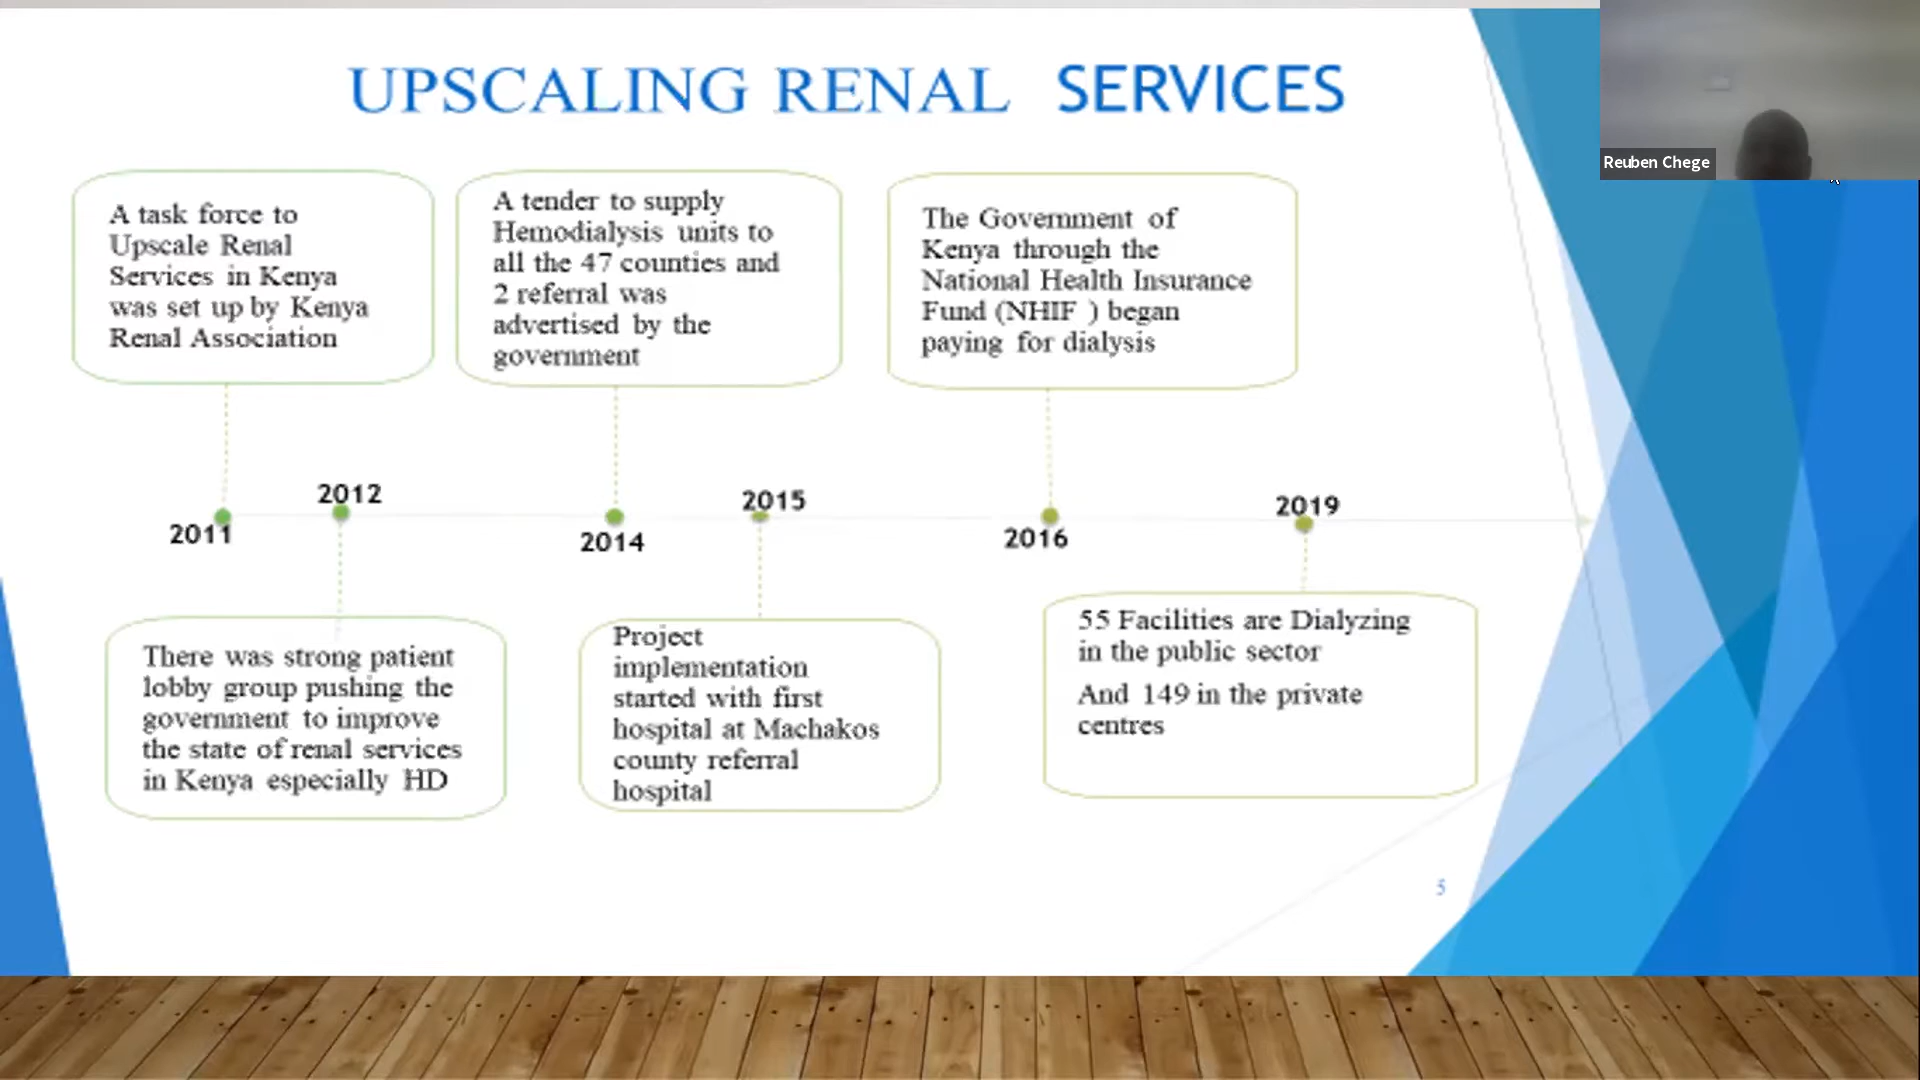 UPSCALING RENAL SERVICES
Reuben Chege
A task force to
Upscale Renal
Services in Kenya
was set up by Kenya
Renal Association
A tender to supply
Hemodialysis units to
all the 47 counties and
2 referral was
advertised by the
government
The Government of
Kenya through the
National Health Insurance
Fund (NHIF ) began
paying for dialysis
2011
2012
2014
2015
2016
2019
There was strong patient
lobby group pushing the
government to improve
the state of renal services
in Kenya especially HD
Project
implementation
started with first
hospital at Machakos
county referral
hospital
55 Facilities are Dialyzing
in the public sector
And 149 in the private
centres
5